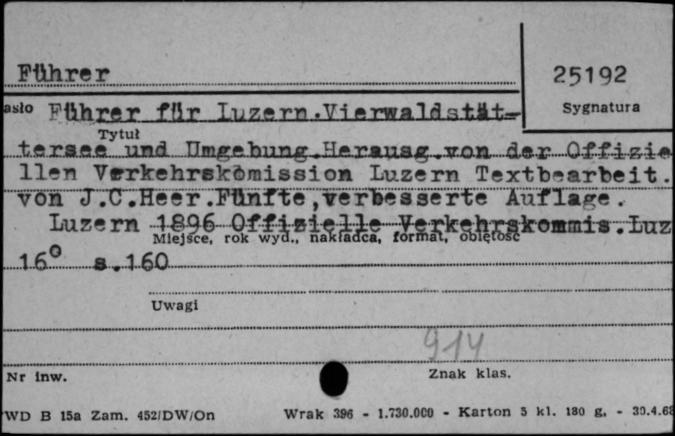 Führer
25192
asło Führer für Luzern.Vierwaldstät-
Sygnatura
Tytuł
tersee und Umgebung.Herausg.von der Offizie
llen Verkehrskomission Luzern Textbearbeit.
von J.C.Heer.Fünfte,verbesserte Auflage.
Luzern 1896 Offizielle Verkehrskommis.Luz
Miejsce, rok wyd., nakładca, format, objętość
16° s.160
Uwagi
914
Nr inw.
Znak klas.
WD B 15a Zam. 452/DW/On Wrak 396 - 1.730.000 - Karton 5 kl. 180 g. - 30.4.68